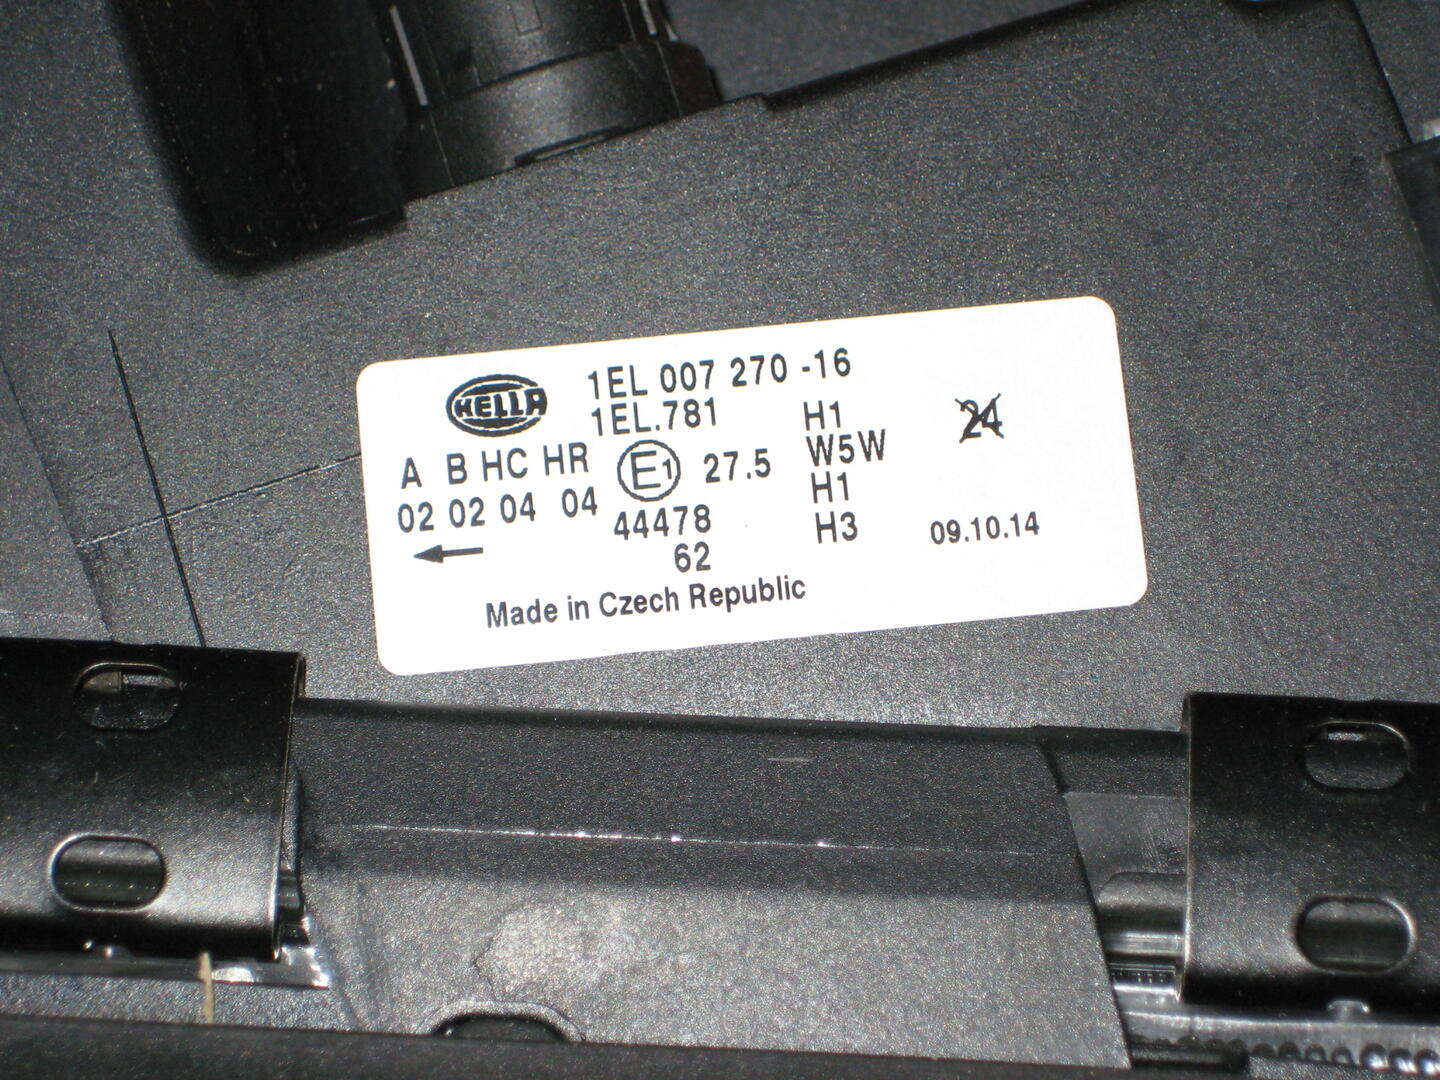 HELLA 1EL 007 270 -16
1EL.781 H1 24
A B HC HR E1 27.5 W5W
02 02 04 04 44478 H1
62 H3 09.10.14
Made in Czech Republic